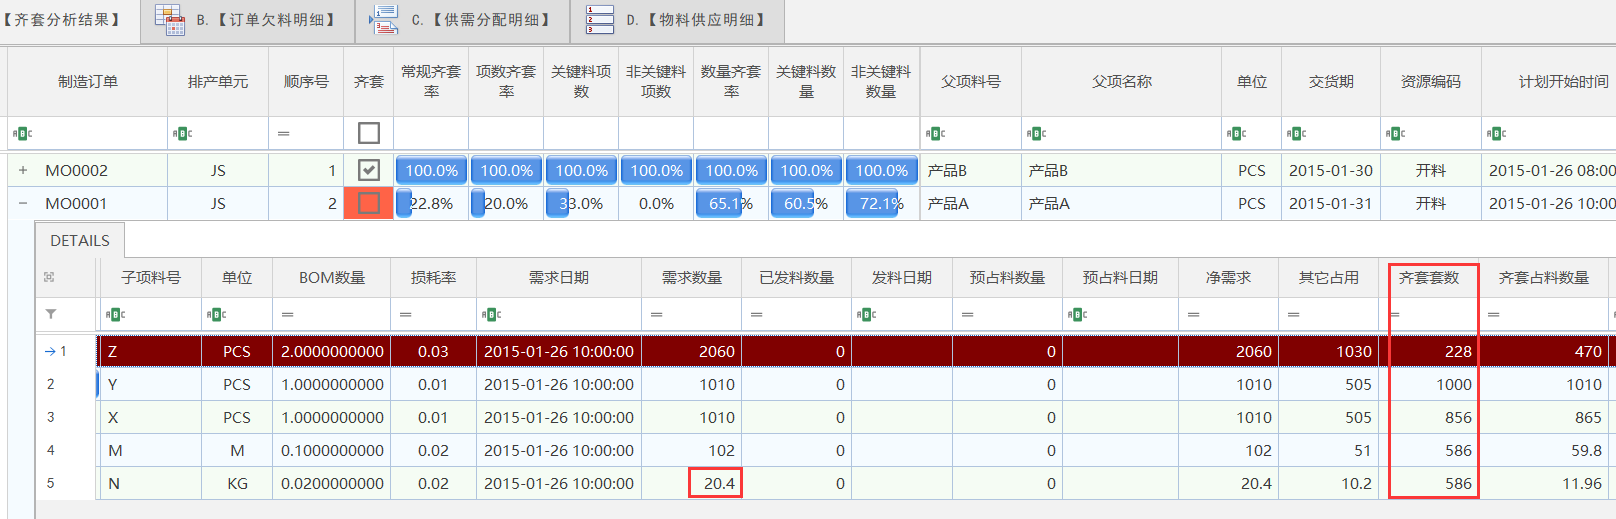 【齐套分析结果】 B.【订单欠料明细】 C.【供需分配明细】 D.【物料供应明细】
制造订单 排产单元 顺序号 齐套 常规齐套率 项数齐套率 关键料项数 非关键料项数 数量齐套率 关键料数量 非关键料数量 父项料号 父项名称 单位 交货期 资源编码 计划开始时间
ABC ABC = ABC ABC ABC ABC ABC ABC
+ MO0002 JS 1 100.0% 100.0% 100.0% 100.0% 100.0% 100.0% 100.0% 产品B 产品B PCS 2015-01-30 开料 2015-01-26 08:00
− MO0001 JS 2 22.8% 20.0% 33.0% 0.0% 65.1% 60.5% 72.1% 产品A 产品A PCS 2015-01-31 开料 2015-01-26 10:00
DETAILS
子项料号 单位 BOM数量 损耗率 需求日期 需求数量 已发料数量 发料日期 预占料数量 预占料日期 净需求 其它占用 齐套套数 齐套占料数量
ABC ABC = = ABC = = ABC = ABC = = = =
1 Z PCS 2.0000000000 0.03 2015-01-26 10:00:00 2060 0 0 2060 1030 228 470
2 Y PCS 1.0000000000 0.01 2015-01-26 10:00:00 1010 0 0 1010 505 1000 1010
3 X PCS 1.0000000000 0.01 2015-01-26 10:00:00 1010 0 0 1010 505 856 865
4 M M 0.1000000000 0.02 2015-01-26 10:00:00 102 0 0 102 51 586 59.8
5 N KG 0.0200000000 0.02 2015-01-26 10:00:00 20.4 0 0 20.4 10.2 586 11.96